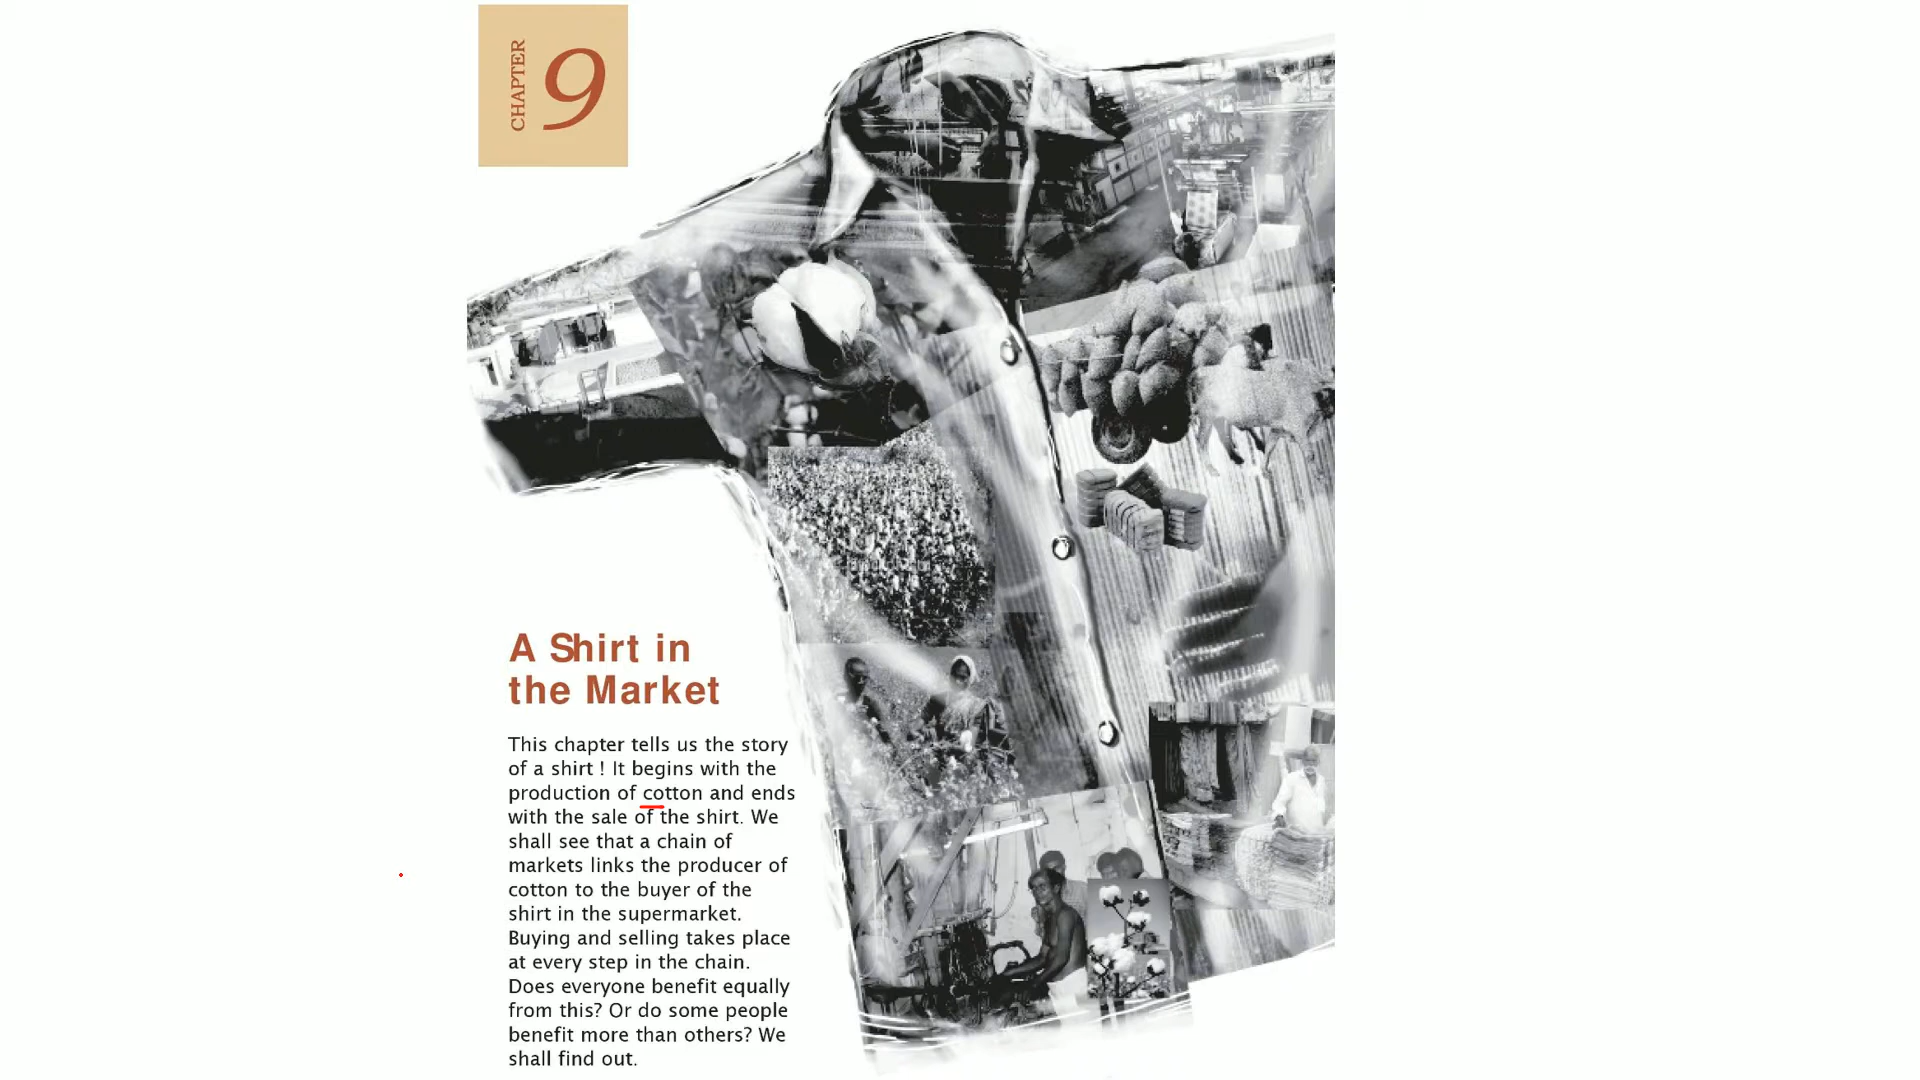 CHAPTER
9
A Shirt in
the Market
This chapter tells us the story
of a shirt ! It begins with the
production of cotton and ends
with the sale of the shirt. We
shall see that a chain of
markets links the producer of
cotton to the buyer of the
shirt in the supermarket.
Buying and selling takes place
at every step in the chain.
Does everyone benefit equally
from this? Or do some people
benefit more than others? We
shall find out.